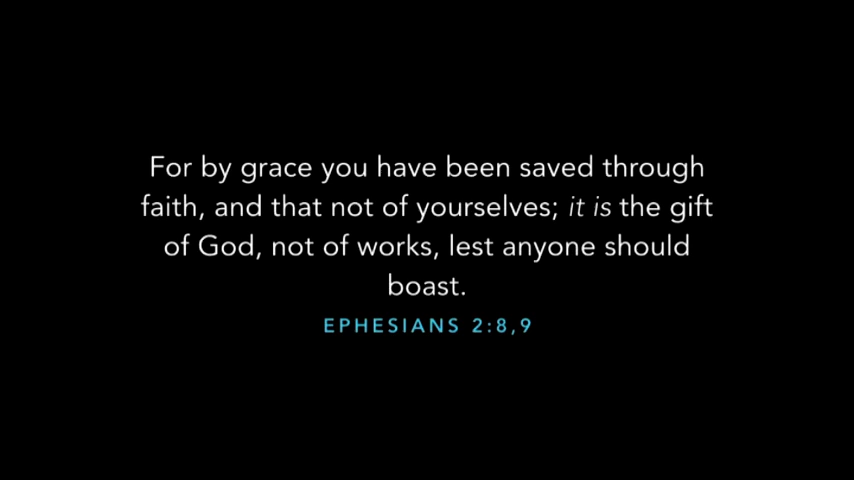 For by grace you have been saved through
faith, and that not of yourselves; it is the gift
of God, not of works, lest anyone should
boast.
EPHESIANS 2:8,9